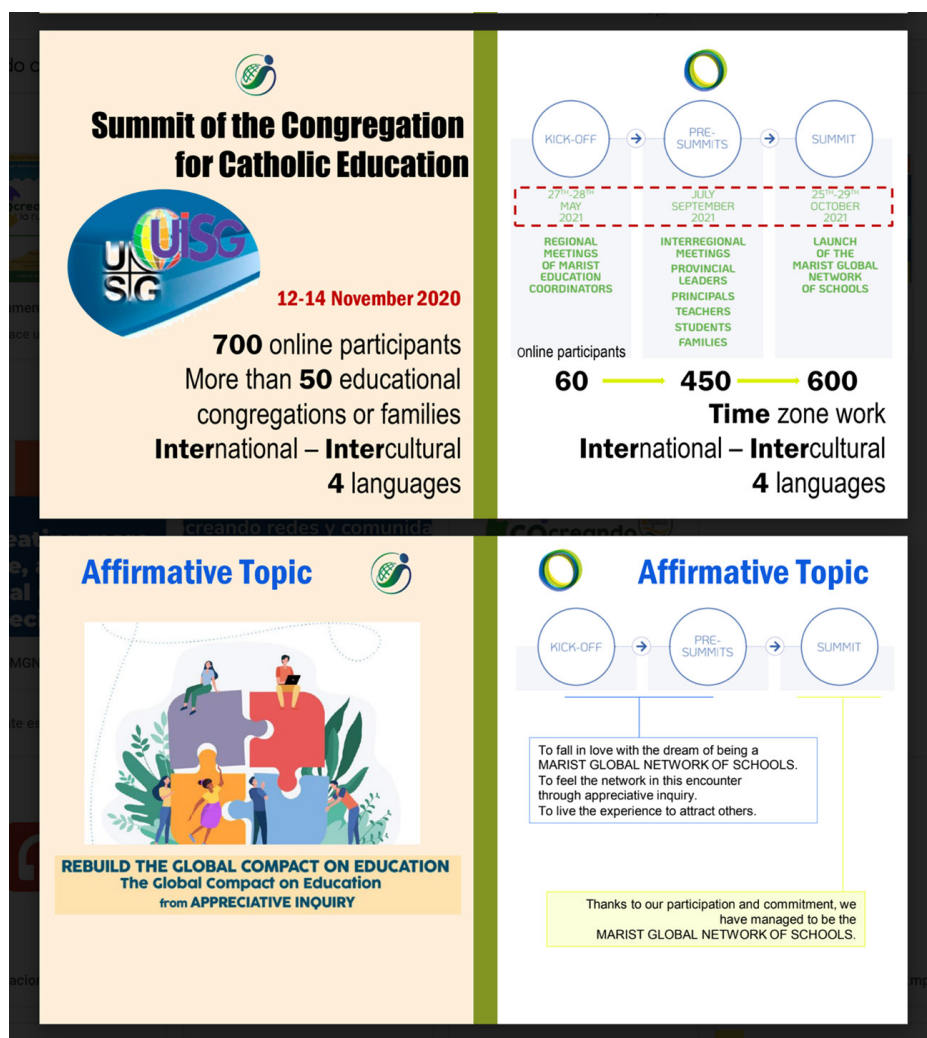 Summit of the Congregation
for Catholic Education
UISG
U N
S G
12-14 November 2020
700 online participants
More than 50 educational
congregations or families
International – Intercultural
4 languages
KICK-OFF
PRE-
SUMMITS
SUMMIT
27TH-28TH
MAY
2021
JULY
SEPTEMBER
2021
25TH-29TH
OCTOBER
2021
REGIONAL
MEETINGS
OF MARIST
EDUCATION
COORDINATORS
INTERREGIONAL
MEETINGS
PROVINCIAL
LEADERS
PRINCIPALS
TEACHERS
STUDENTS
FAMILIES
LAUNCH
OF THE
MARIST GLOBAL
NETWORK
OF SCHOOLS
online participants
60 450 600
Time zone work
International – Intercultural
4 languages
creando redes y comunida
Affirmative Topic
REBUILD THE GLOBAL COMPACT ON EDUCATION
The Global Compact on Education
from APPRECIATIVE INQUIRY
Affirmative Topic
KICK-OFF
PRE-
SUMMITS
SUMMIT
To fall in love with the dream of being a
MARIST GLOBAL NETWORK OF SCHOOLS.
To feel the network in this encounter
through appreciative inquiry.
To live the experience to attract others.
Thanks to our participation and commitment, we
have managed to be the
MARIST GLOBAL NETWORK OF SCHOOLS.